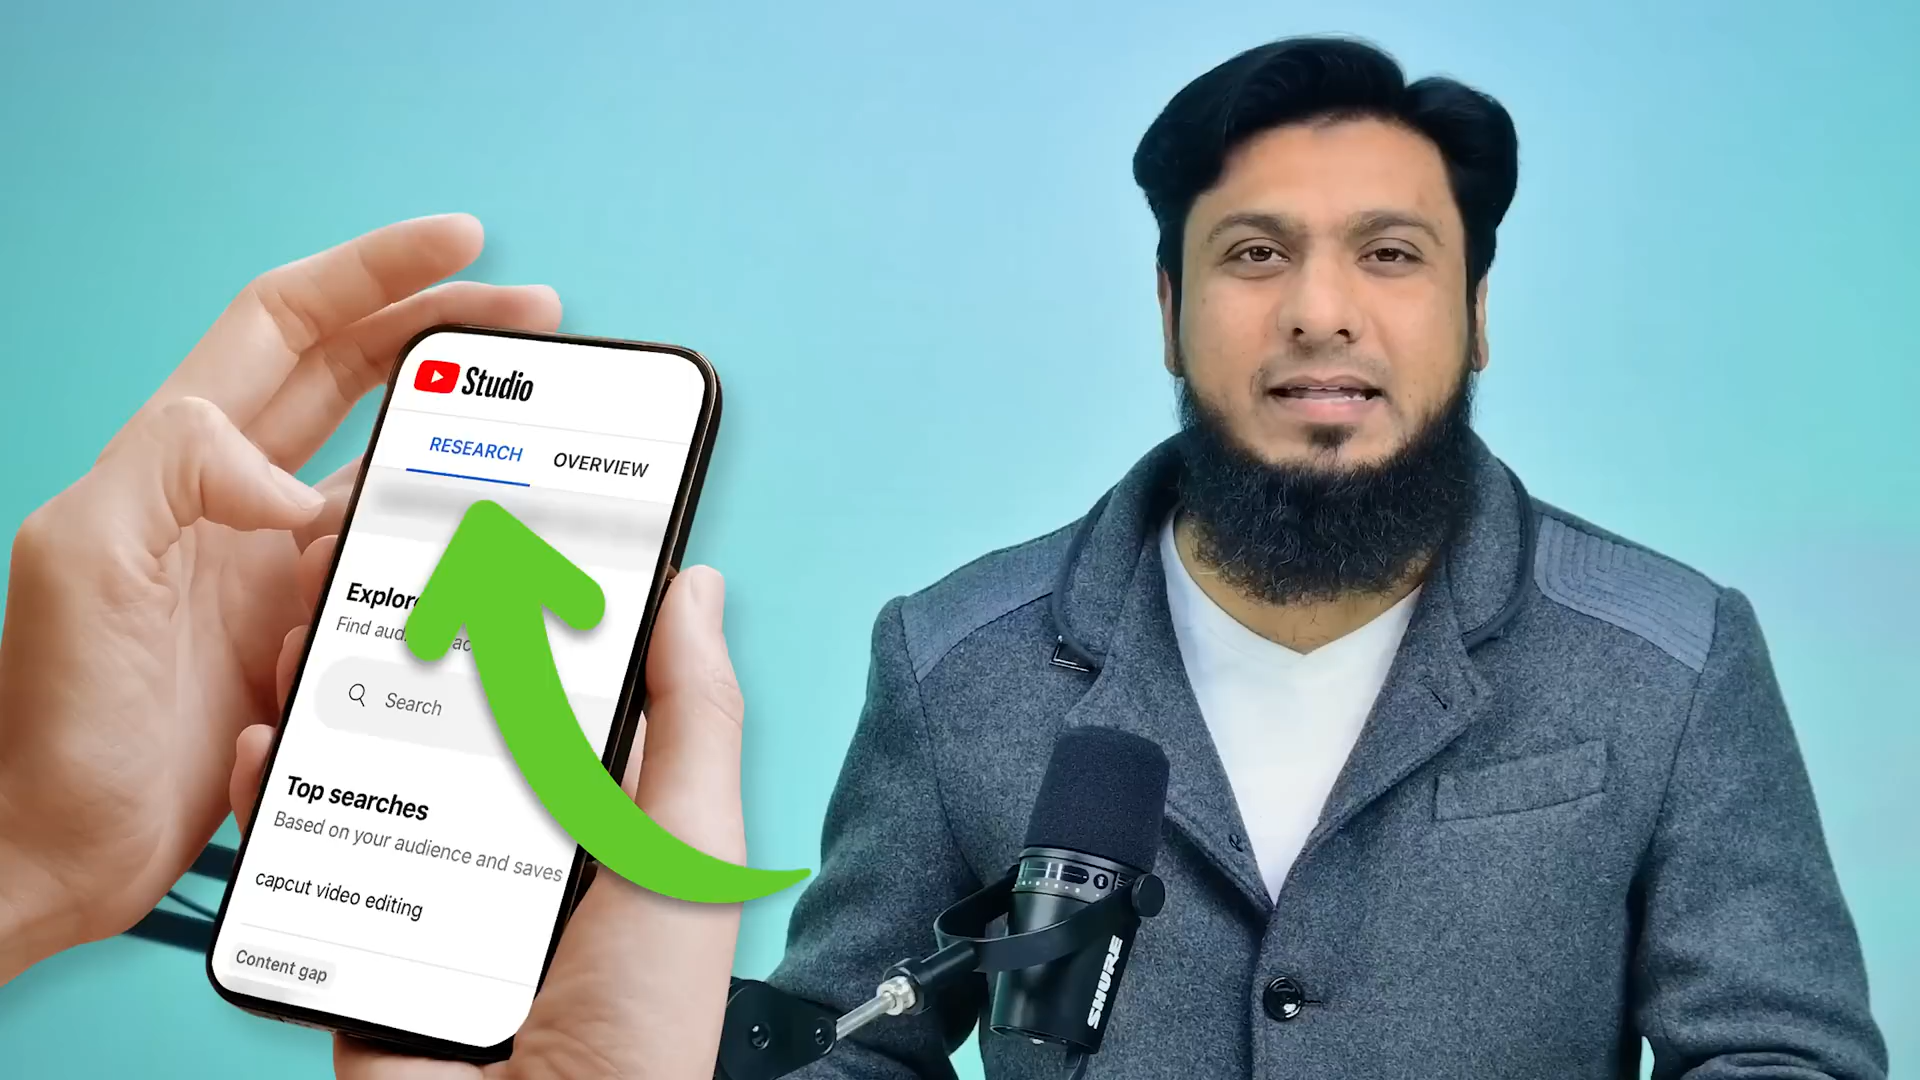 Studio
RESEARCH OVERVIEW
Search
Top searches
Based on your audience and saves
capcut video editing
Content gap
SHURE